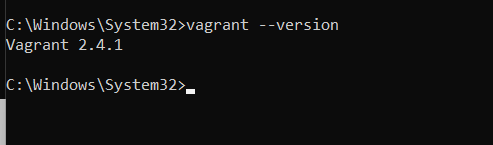 C:\Windows\System32>vagrant --version
Vagrant 2.4.1
C:\Windows\System32>